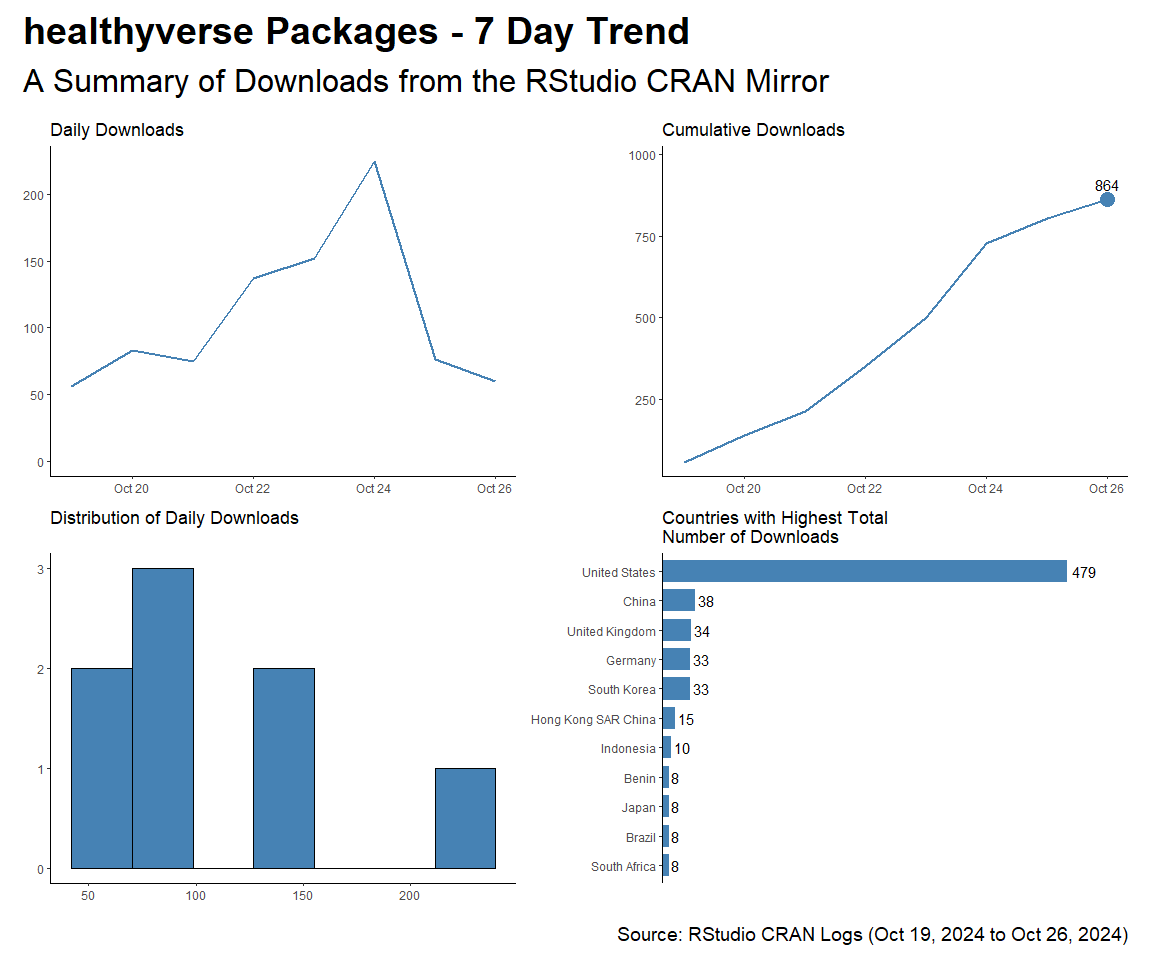 healthyverse Packages - 7 Day Trend
A Summary of Downloads from the RStudio CRAN Mirror
Daily Downloads
200
150
100
50
0
Oct 20
Oct 22
Oct 24
Oct 26
Cumulative Downloads
1000
750
500
250
864
Oct 20
Oct 22
Oct 24
Oct 26
Distribution of Daily Downloads
3
2
1
0
50
100
150
200
Countries with Highest Total
Number of Downloads
United States 479
China 38
United Kingdom 34
Germany 33
South Korea 33
Hong Kong SAR China 15
Indonesia 10
Benin 8
Japan 8
Brazil 8
South Africa 8
Source: RStudio CRAN Logs (Oct 19, 2024 to Oct 26, 2024)